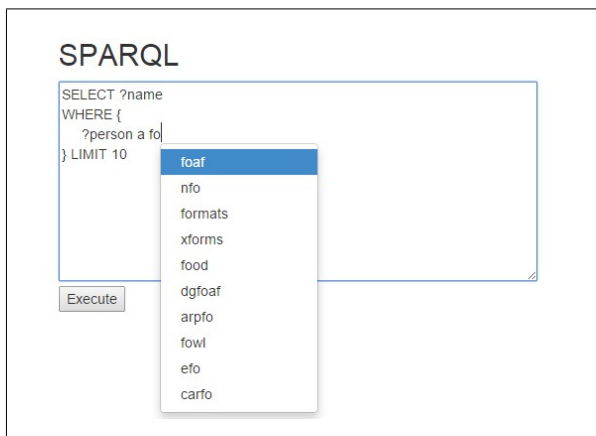 SPARQL
SELECT ?name
WHERE {
?person a fo
} LIMIT 10
foaf
nfo
formats
xforms
food
dgfoaf
arpfo
fowl
efo
carfo
Execute